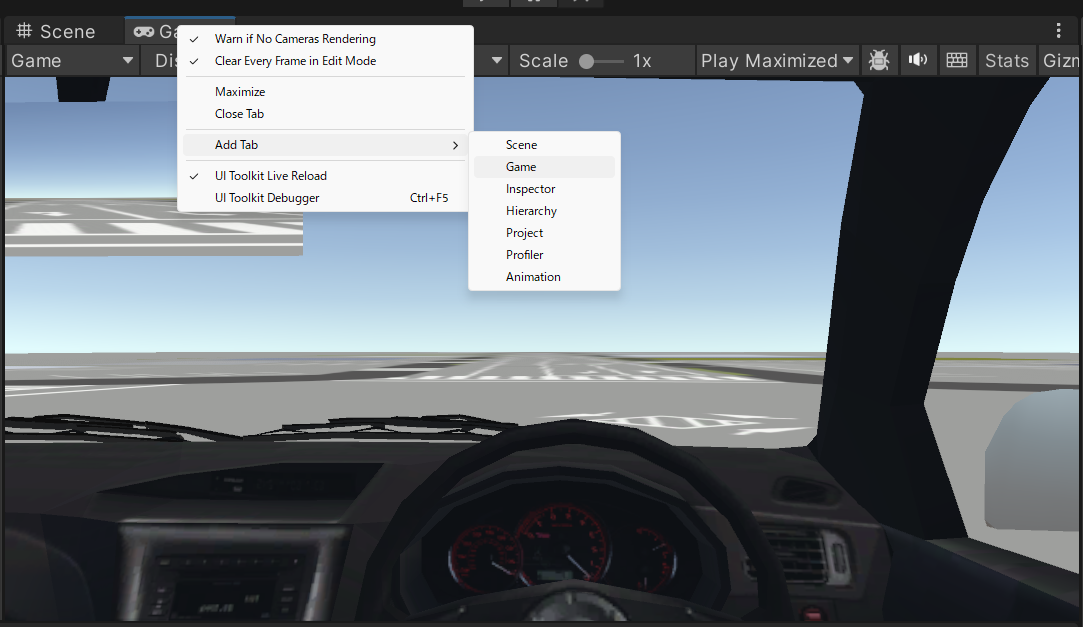 Scene
Ga
Game
Dis
Scale 1x
Play Maximized
Stats
Gizn
Warn if No Cameras Rendering
Clear Every Frame in Edit Mode
Maximize
Close Tab
Add Tab
UI Toolkit Live Reload
UI Toolkit Debugger Ctrl+F5
Scene
Game
Inspector
Hierarchy
Project
Profiler
Animation